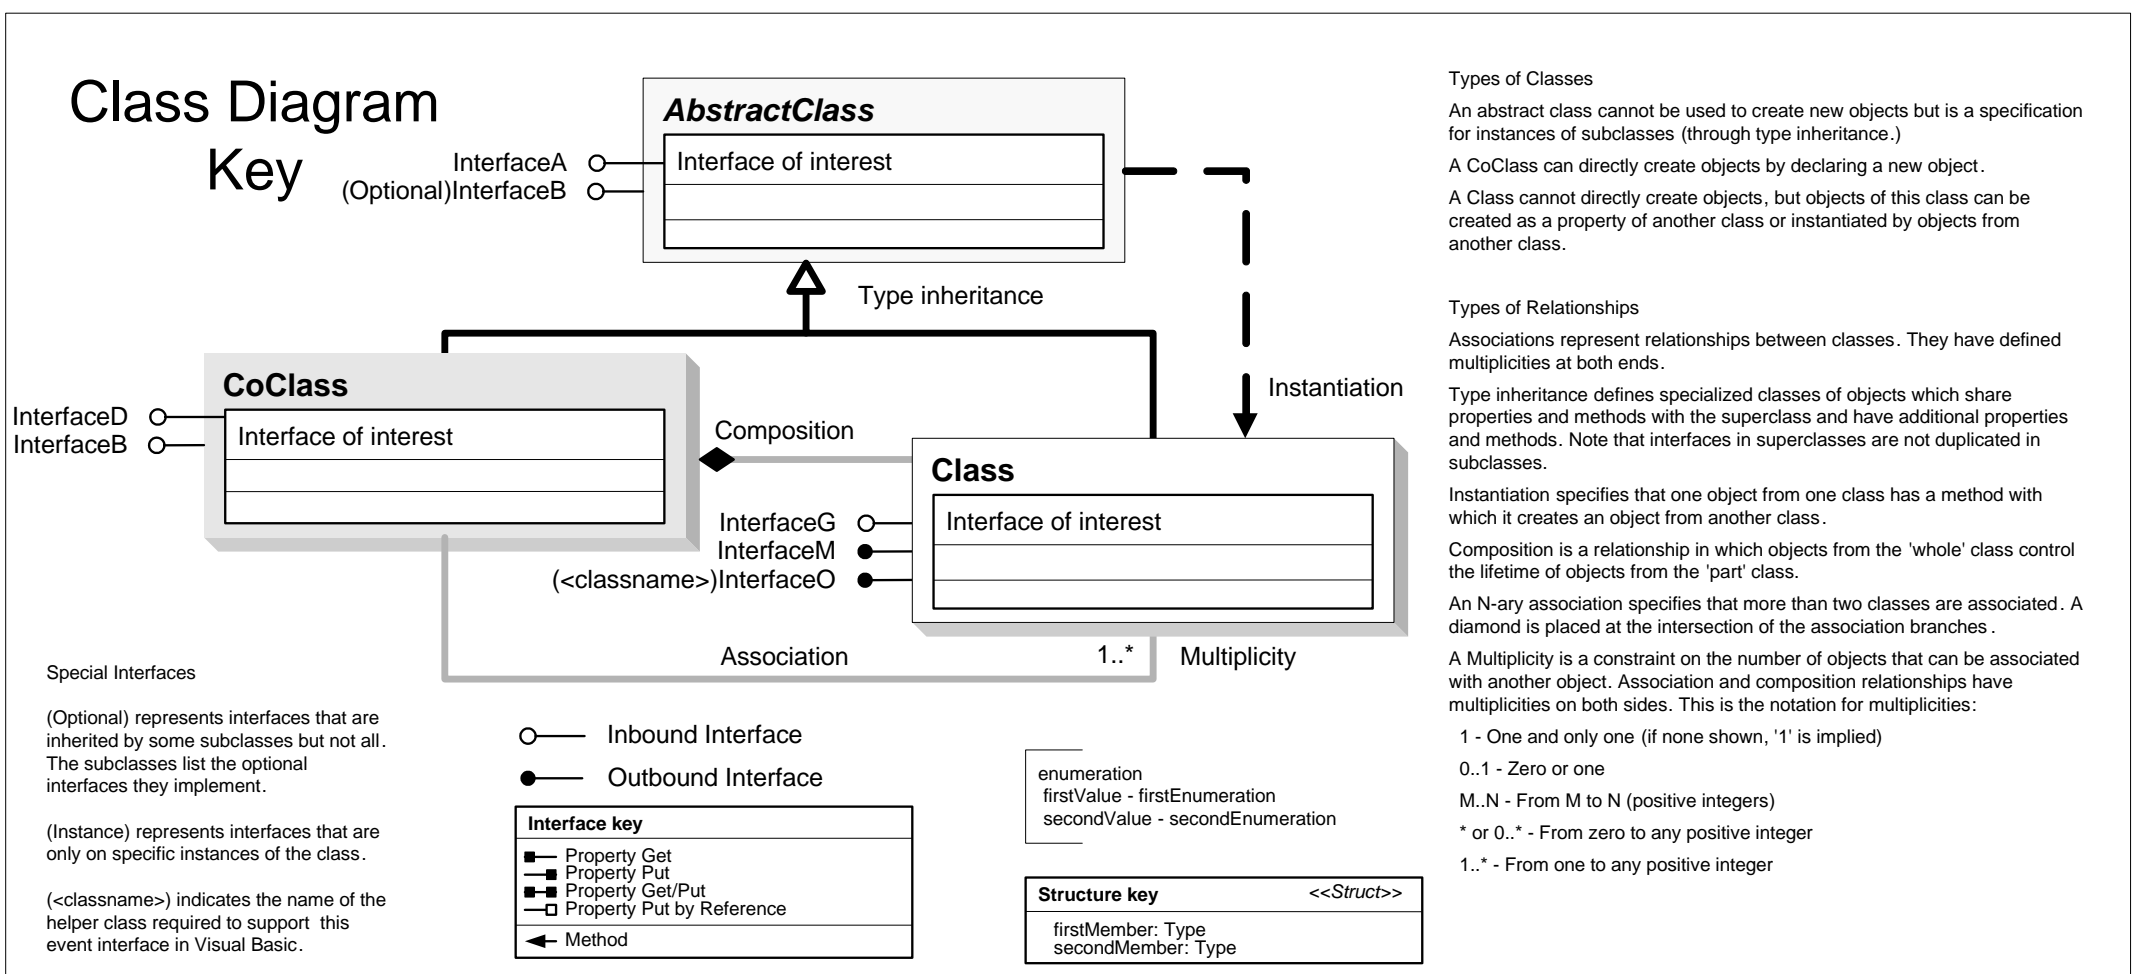 Class Diagram
Key
AbstractClass
Interface of interest
InterfaceA
(Optional)InterfaceB
Type inheritance
CoClass
Interface of interest
InterfaceD
InterfaceB
Composition
Instantiation
Class
Interface of interest
InterfaceG
InterfaceM
(<classname>)InterfaceO
Association
1..*
Multiplicity
Special Interfaces
(Optional) represents interfaces that are
inherited by some subclasses but not all.
The subclasses list the optional
interfaces they implement.
(Instance) represents interfaces that are
only on specific instances of the class.
(<classname>) indicates the name of the
helper class required to support this
event interface in Visual Basic.
Inbound Interface
Outbound Interface
Interface key
Property Get
Property Put
Property Get/Put
Property Put by Reference
Method
enumeration
firstValue - firstEnumeration
secondValue - secondEnumeration
Structure key <<Struct>>
firstMember: Type
secondMember: Type
Types of Classes
An abstract class cannot be used to create new objects but is a specification
for instances of subclasses (through type inheritance.)
A CoClass can directly create objects by declaring a new object.
A Class cannot directly create objects, but objects of this class can be
created as a property of another class or instantiated by objects from
another class.
Types of Relationships
Associations represent relationships between classes. They have defined
multiplicities at both ends.
Type inheritance defines specialized classes of objects which share
properties and methods with the superclass and have additional properties
and methods. Note that interfaces in superclasses are not duplicated in
subclasses.
Instantiation specifies that one object from one class has a method with
which it creates an object from another class.
Composition is a relationship in which objects from the 'whole' class control
the lifetime of objects from the 'part' class.
An N-ary association specifies that more than two classes are associated. A
diamond is placed at the intersection of the association branches.
A Multiplicity is a constraint on the number of objects that can be associated
with another object. Association and composition relationships have
multiplicities on both sides. This is the notation for multiplicities:
1 - One and only one (if none shown, '1' is implied)
0..1 - Zero or one
M..N - From M to N (positive integers)
* or 0..* - From zero to any positive integer
1..* - From one to any positive integer